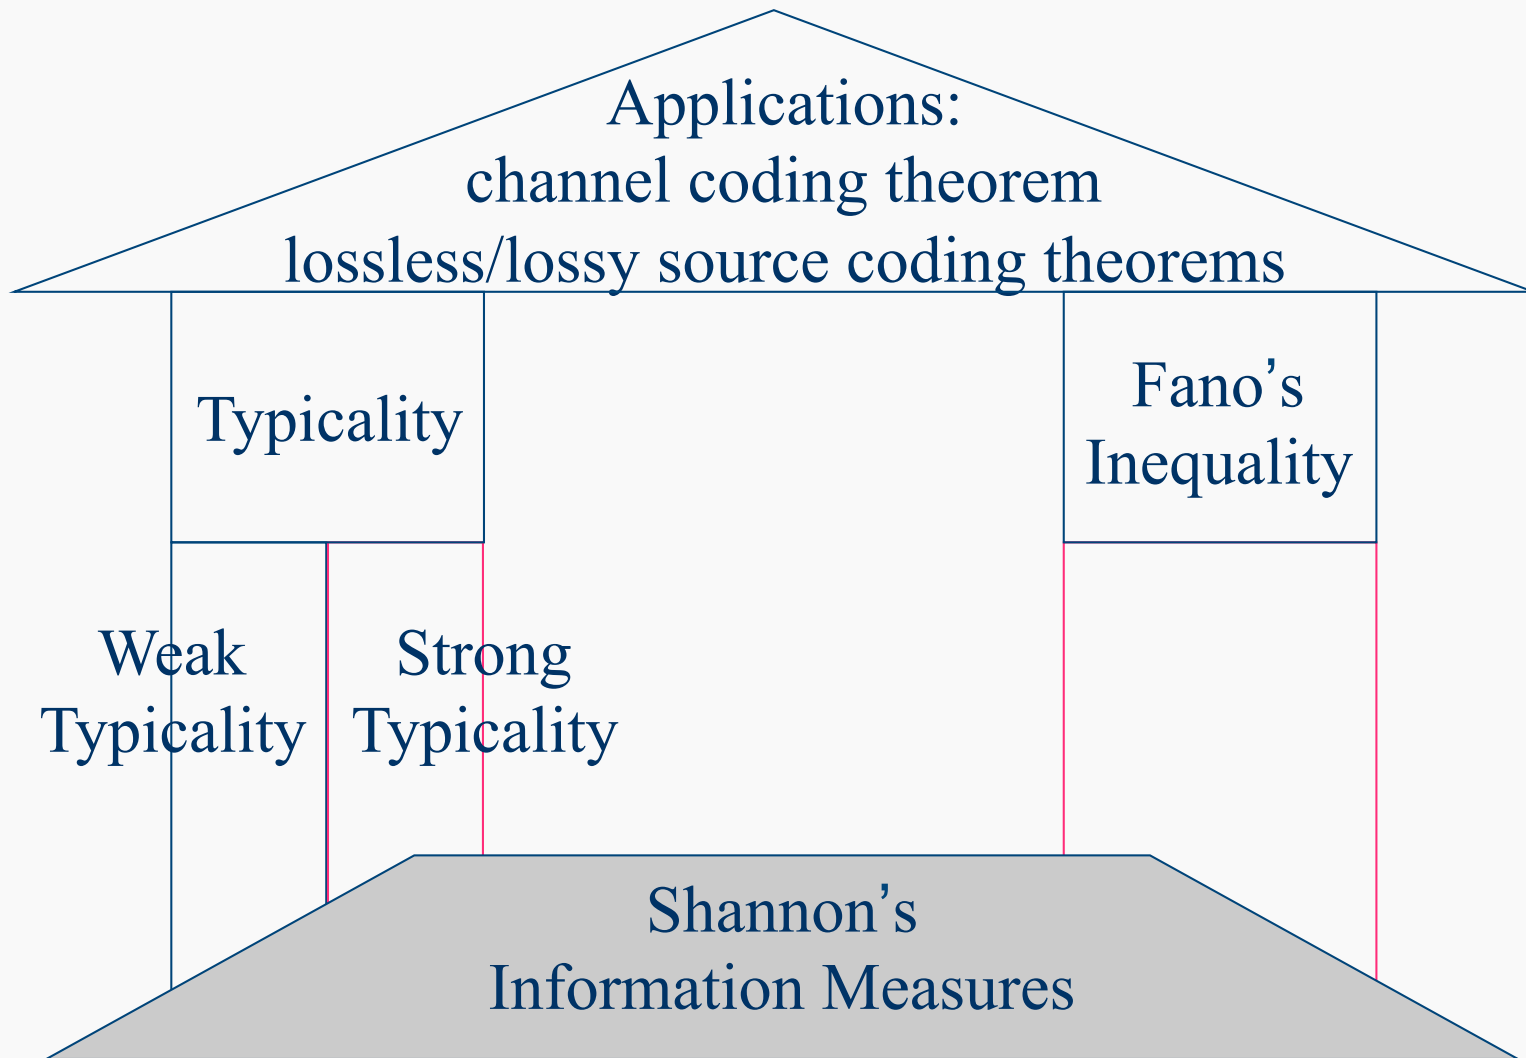 Applications:
channel coding theorem
lossless/lossy source coding theorems
Typicality
Fano’s
Inequality
Weak
Typicality
Strong
Typicality
Shannon’s
Information Measures